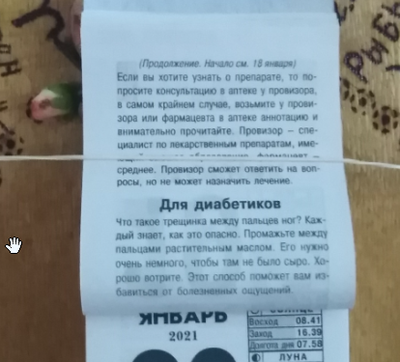 (Продолжение. Начало см. 18 января)
Если вы хотите узнать о препарате, то по-
просите консультацию в аптеке у провизора,
в самом крайнем случае, возьмите у прови-
зора или фармацевта в аптеке аннотацию и
внимательно прочитайте. Провизор – спе-
циалист по лекарственным препаратам, име-
среднее. Провизор сможет ответить на воп-
росы, но не может назначить лечение.
Для диабетиков
Что такое трещинка между пальцев ног? Каж-
дый знает, как это опасно. Промажьте между
пальцами растительным маслом. Его нужно
очень немного, чтобы там не было сыро. Хо-
рошо вотрите. Этот способ поможет вам из-
бавиться от болезненных ощущений.
ЯНВАРЬ
2021
СОЛНЦЕ
Восход 08.41
Заход 16.39
Долгота дня 07.58
ЛУНА